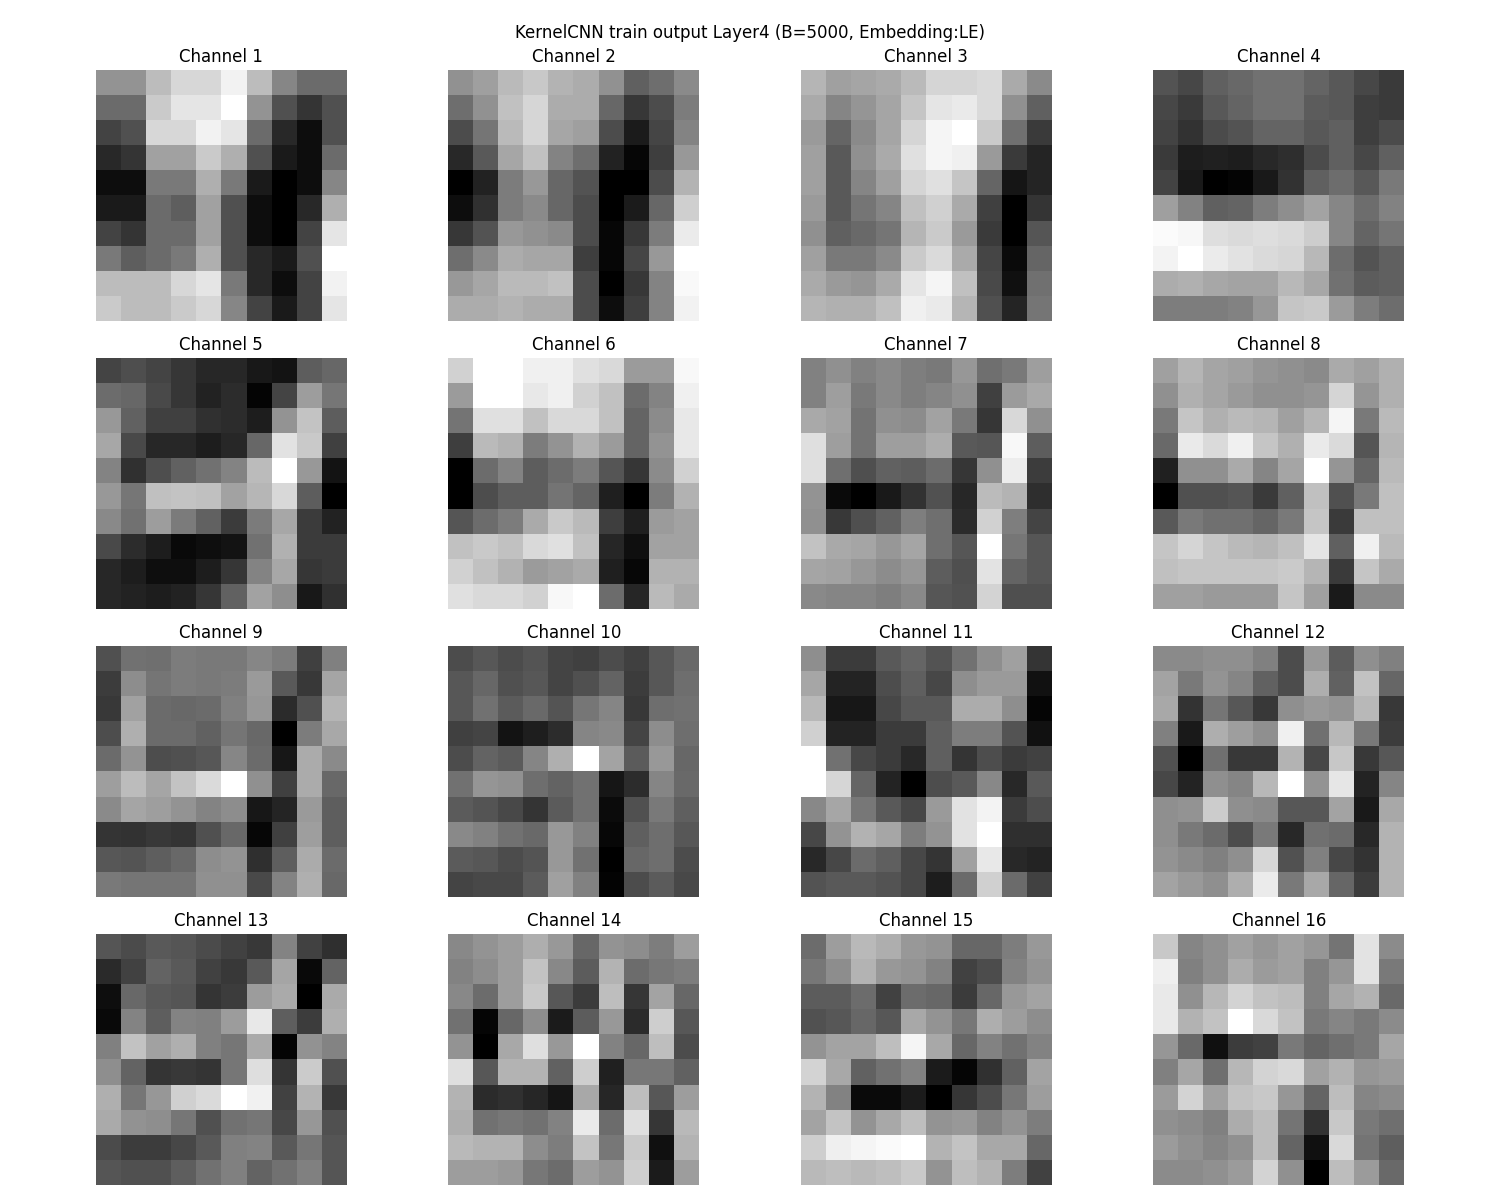 KernelCNN train output Layer4 (B=5000, Embedding:LE)
Channel 1
Channel 2
Channel 3
Channel 4
Channel 5
Channel 6
Channel 7
Channel 8
Channel 9
Channel 10
Channel 11
Channel 12
Channel 13
Channel 14
Channel 15
Channel 16